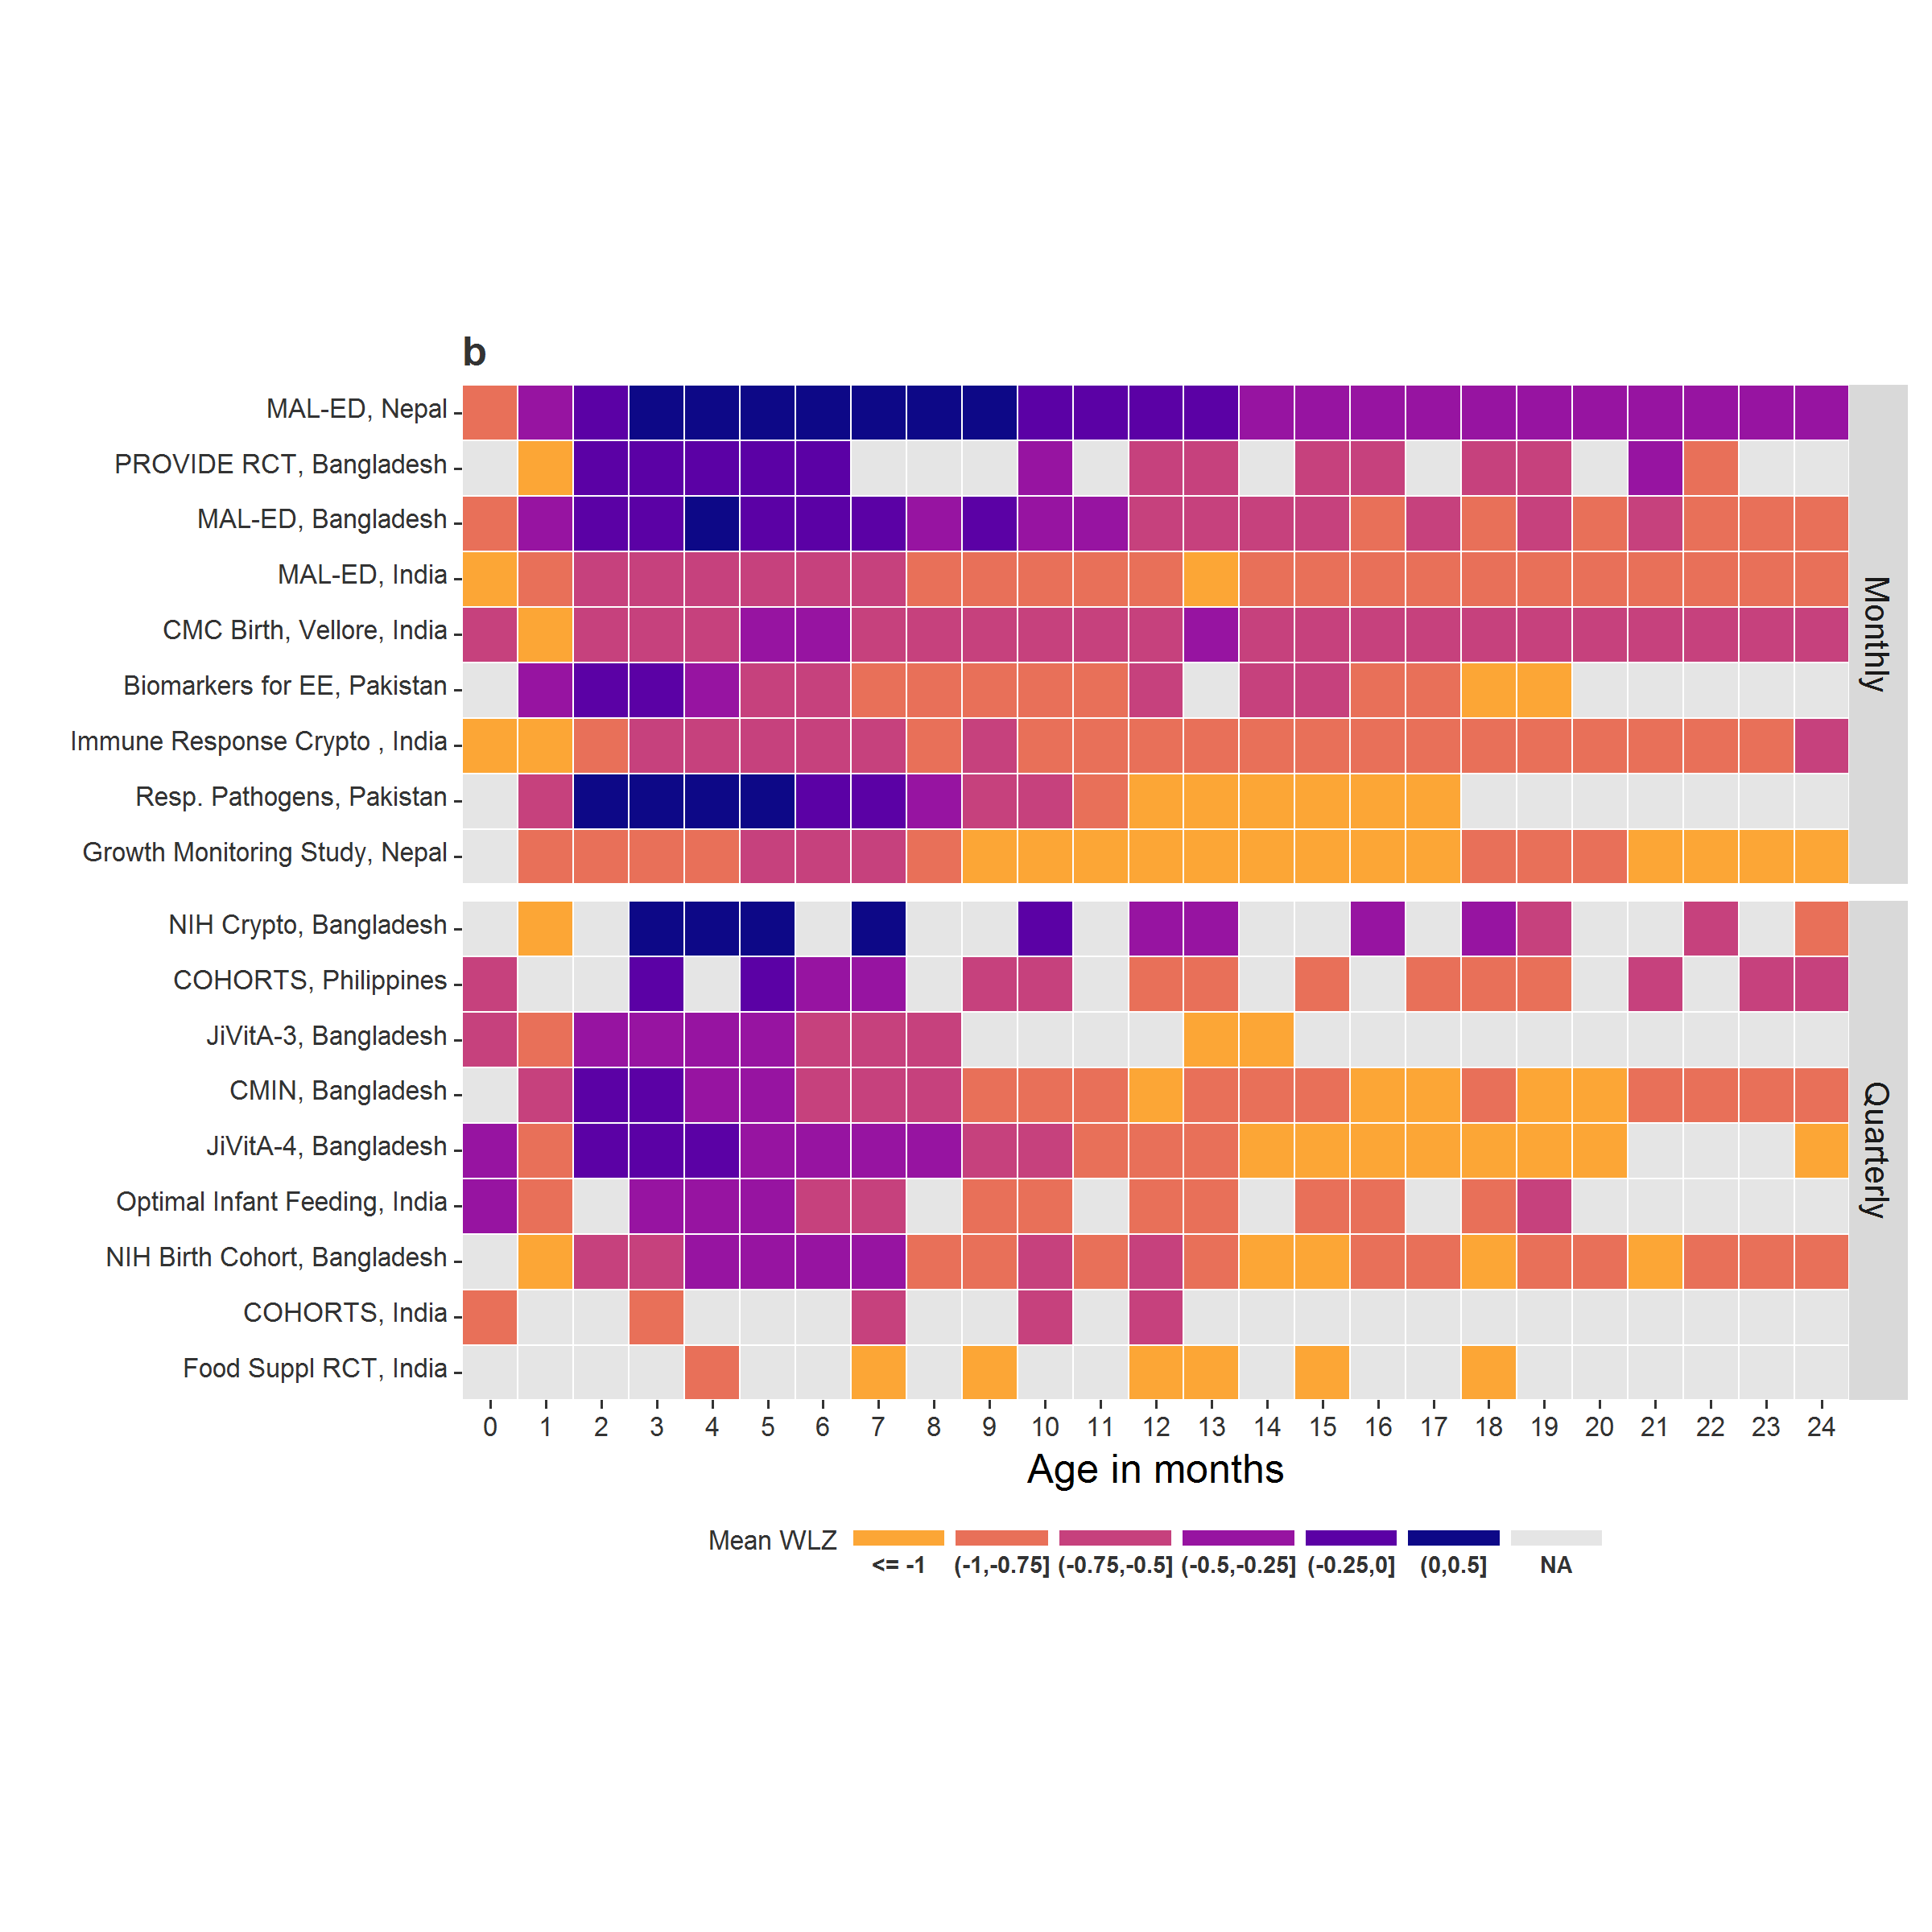 b
MAL-ED, Nepal
PROVIDE RCT, Bangladesh
MAL-ED, Bangladesh
MAL-ED, India
CMC Birth, Vellore, India
Biomarkers for EE, Pakistan
Immune Response Crypto , India
Resp. Pathogens, Pakistan
Growth Monitoring Study, Nepal
Monthly
NIH Crypto, Bangladesh
COHORTS, Philippines
JiVitA-3, Bangladesh
CMIN, Bangladesh
JiVitA-4, Bangladesh
Optimal Infant Feeding, India
NIH Birth Cohort, Bangladesh
COHORTS, India
Food Suppl RCT, India
Quarterly
0 1 2 3 4 5 6 7 8 9 10 11 12 13 14 15 16 17 18 19 20 21 22 23 24
Age in months
Mean WLZ
<= -1 (-1,-0.75] (-0.75,-0.5] (-0.5,-0.25] (-0.25,0] (0,0.5] NA